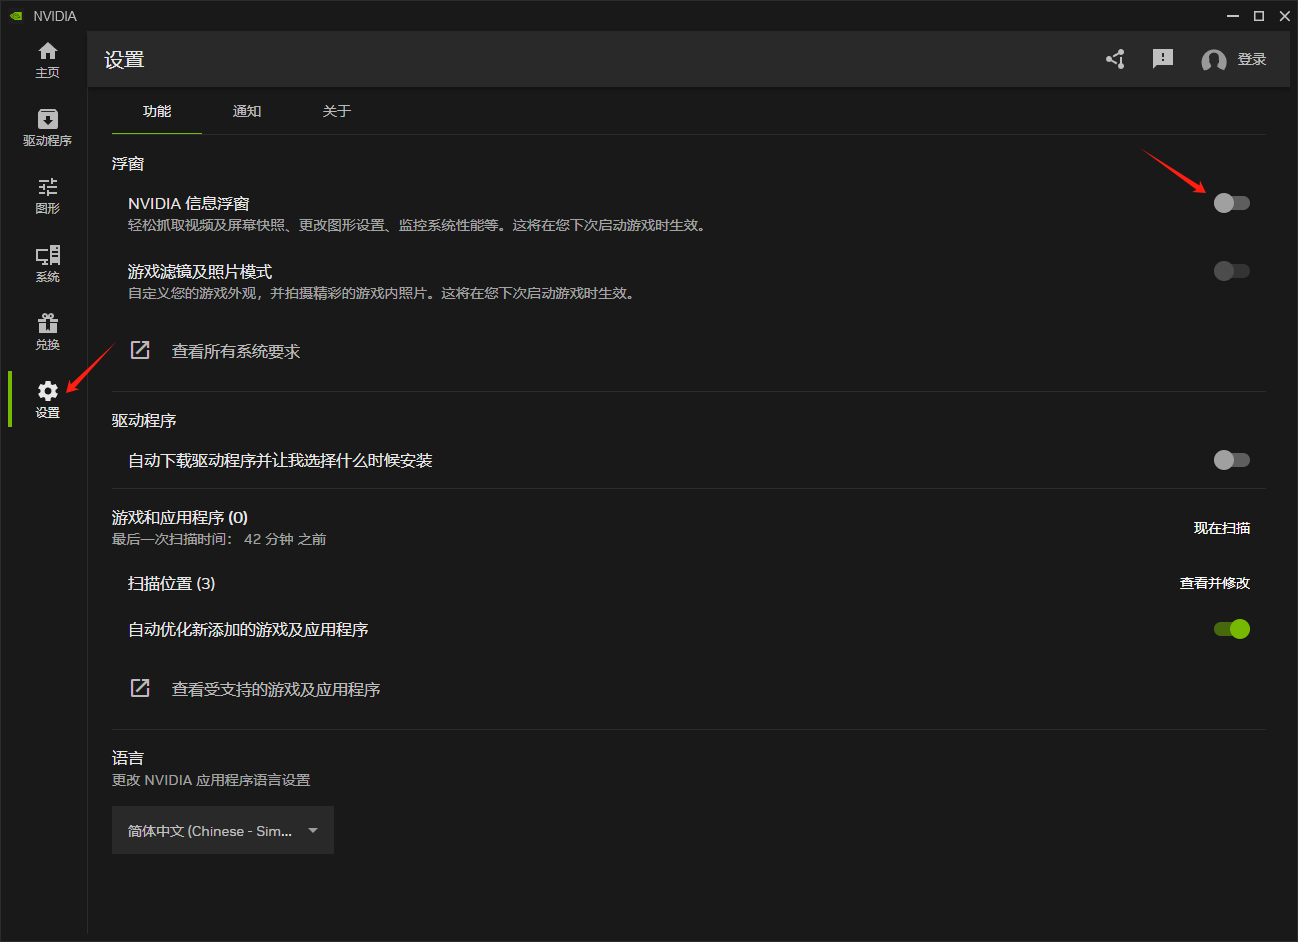 NVIDIA
主页
驱动程序
图形
系统
兑换
设置
设置
登录
功能
通知
关于
浮窗
NVIDIA 信息浮窗
轻松抓取视频及屏幕快照、更改图形设置、监控系统性能等。这将在您下次启动游戏时生效。
游戏滤镜及照片模式
自定义您的游戏外观，并拍摄精彩的游戏内照片。这将在您下次启动游戏时生效。
查看所有系统要求
驱动程序
自动下载驱动程序并让我选择什么时候安装
游戏和应用程序 (0)
最后一次扫描时间： 42 分钟 之前
现在扫描
扫描位置 (3)
查看并修改
自动优化新添加的游戏及应用程序
查看受支持的游戏及应用程序
语言
更改 NVIDIA 应用程序语言设置
简体中文 (Chinese - Sim...